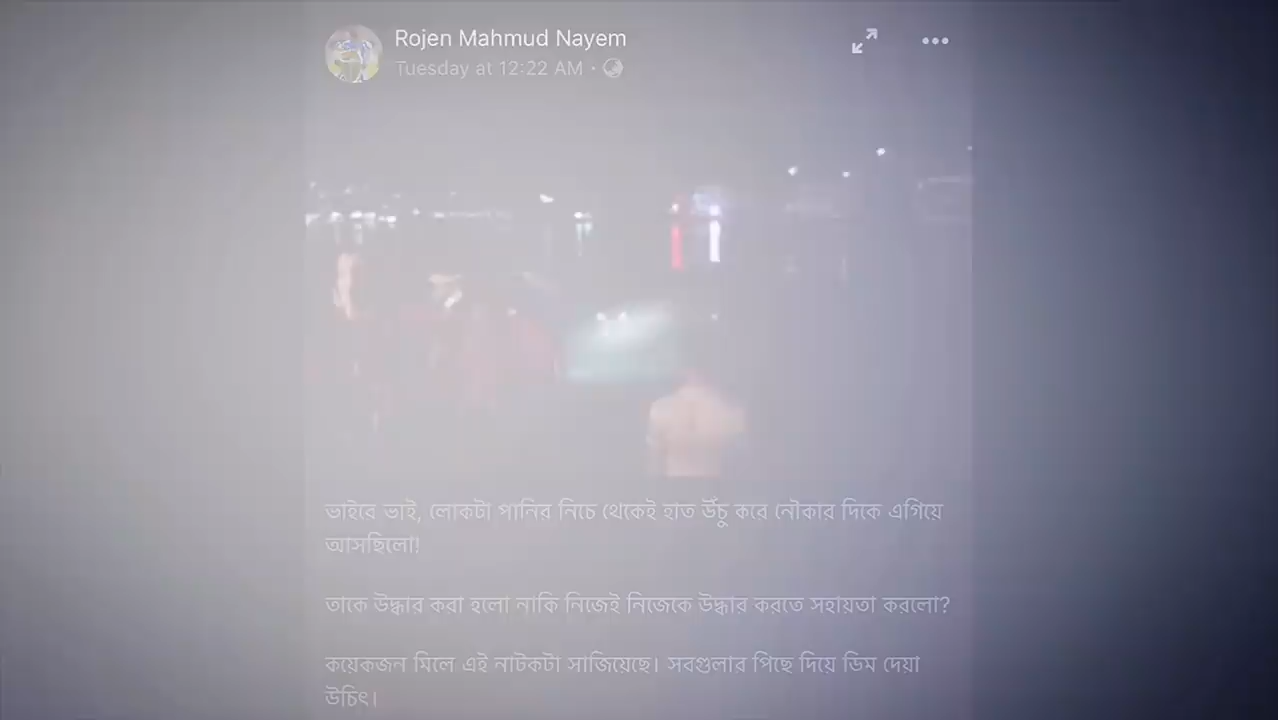 Rojen Mahmud Nayem
Tuesday at 12:22 AM ·
ভাইরে ভাই, লোকটা পানির নিচে থেকেই হাত উঁচু করে নৌকার দিকে এগিয়ে
আসছিলো!
তাকে উদ্ধার করা হলো নাকি নিজেই নিজেকে উদ্ধার করতে সহায়তা করলো?
কয়েকজন মিলে এই নাটকটা সাজিয়েছে। সবগুলার পিছে দিয়ে ডিম দেয়া
উচিৎ।